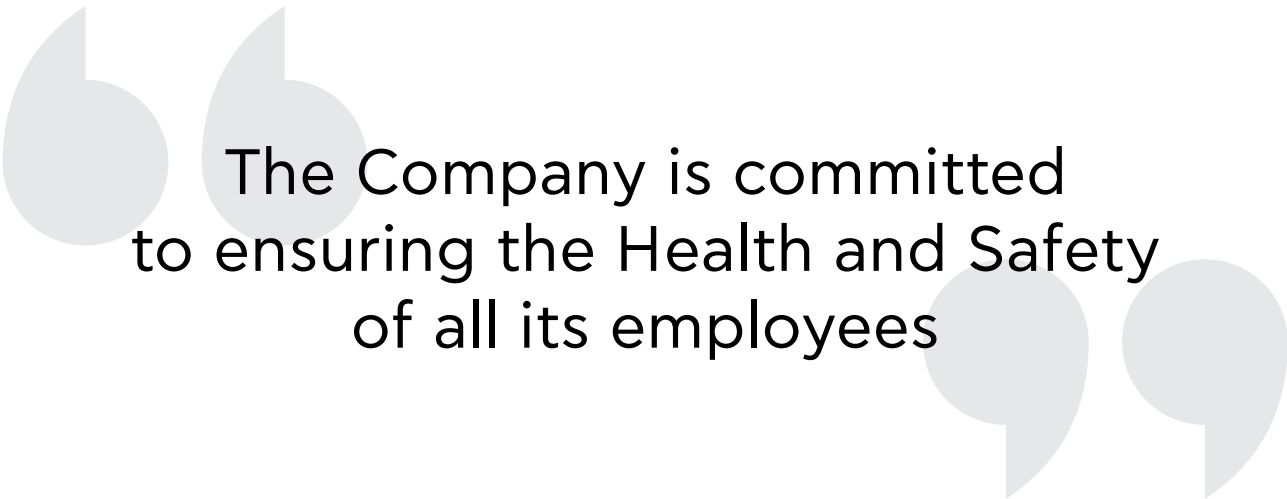 The Company is committed
to ensuring the Health and Safety
of all its employees